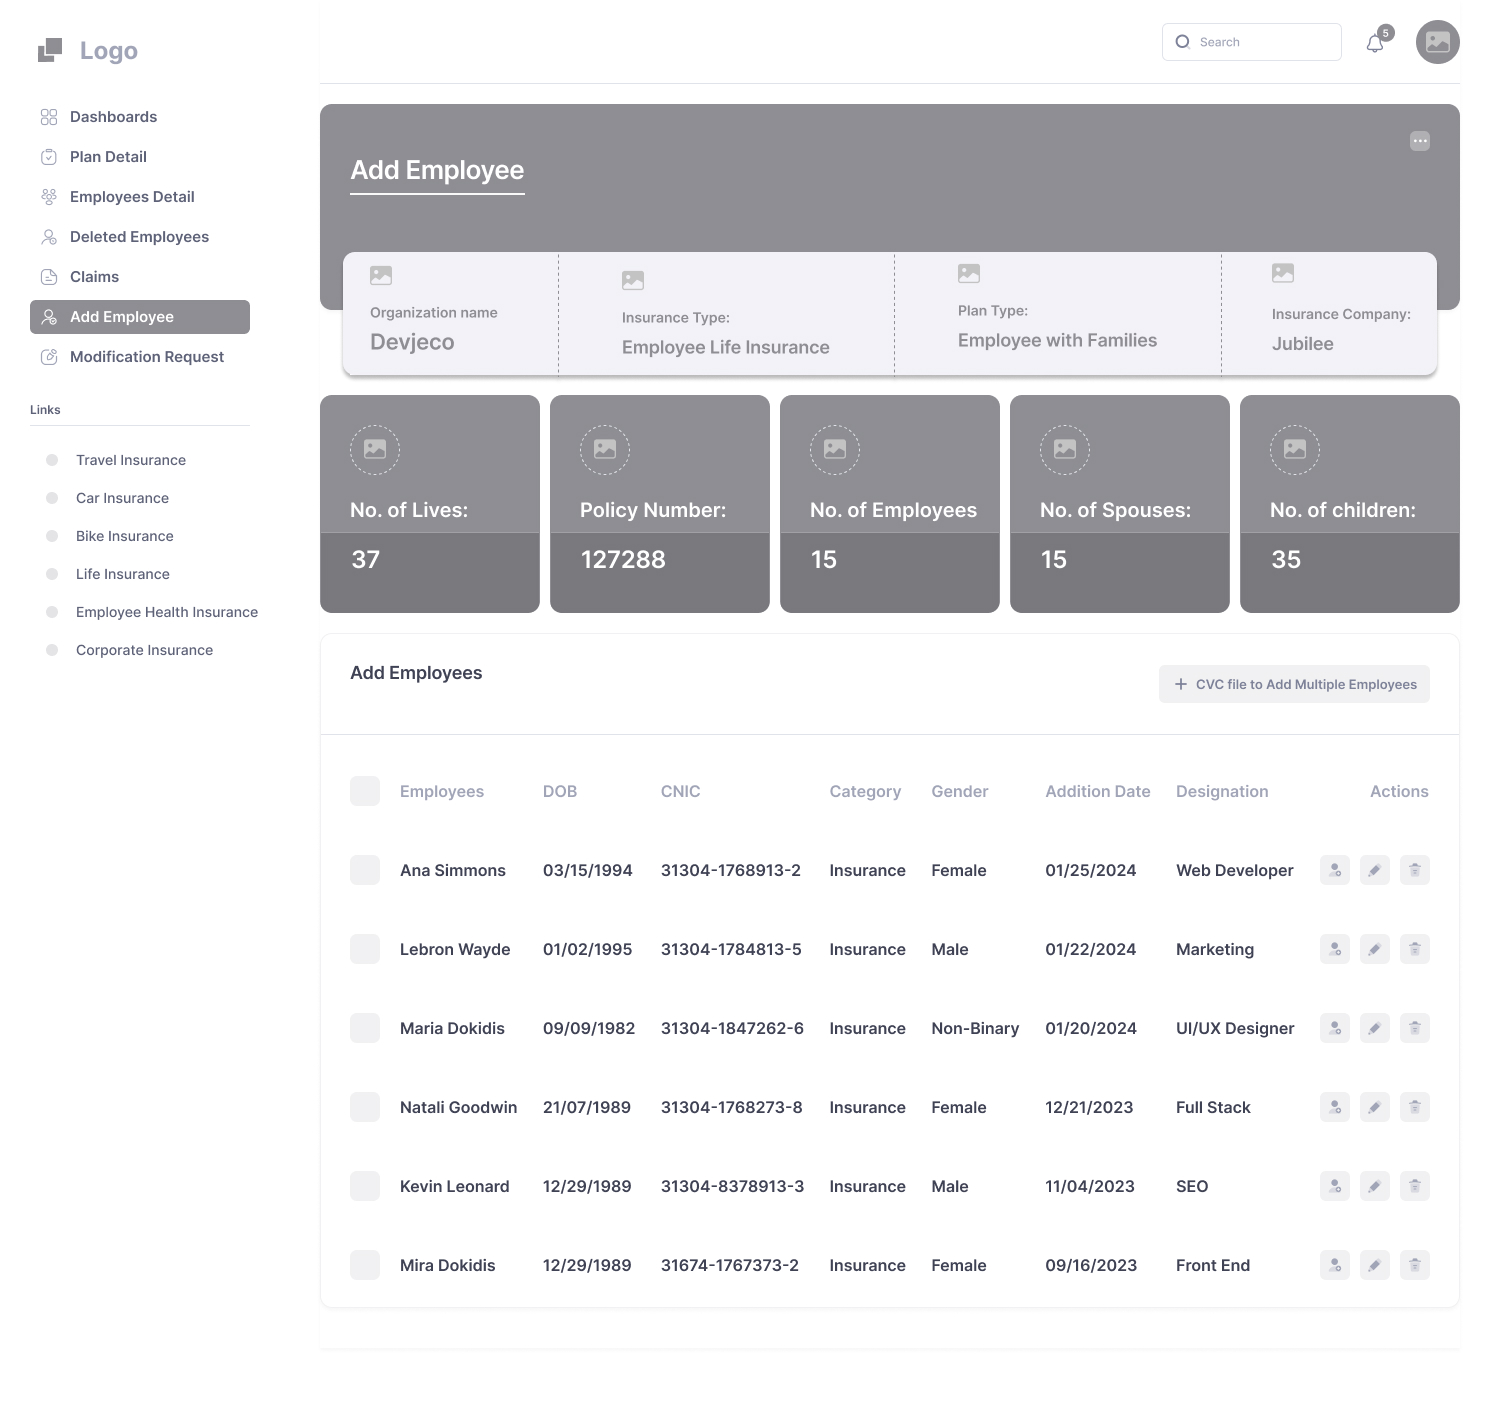 Logo
Search
5
Dashboards
Plan Detail
Employees Detail
Deleted Employees
Claims
Add Employee
Modification Request
Links
Travel Insurance
Car Insurance
Bike Insurance
Life Insurance
Employee Health Insurance
Corporate Insurance
Add Employee
Organization name
Devjeco
Insurance Type:
Employee Life Insurance
Plan Type:
Employee with Families
Insurance Company:
Jubilee
No. of Lives:
37
Policy Number:
127288
No. of Employees
15
No. of Spouses:
15
No. of children:
35
Add Employees
+ CVC file to Add Multiple Employees
Employees DOB CNIC Category Gender Addition Date Designation Actions
Ana Simmons 03/15/1994 31304-1768913-2 Insurance Female 01/25/2024 Web Developer
Lebron Wayde 01/02/1995 31304-1784813-5 Insurance Male 01/22/2024 Marketing
Maria Dokidis 09/09/1982 31304-1847262-6 Insurance Non-Binary 01/20/2024 UI/UX Designer
Natali Goodwin 21/07/1989 31304-1768273-8 Insurance Female 12/21/2023 Full Stack
Kevin Leonard 12/29/1989 31304-8378913-3 Insurance Male 11/04/2023 SEO
Mira Dokidis 12/29/1989 31674-1767373-2 Insurance Female 09/16/2023 Front End